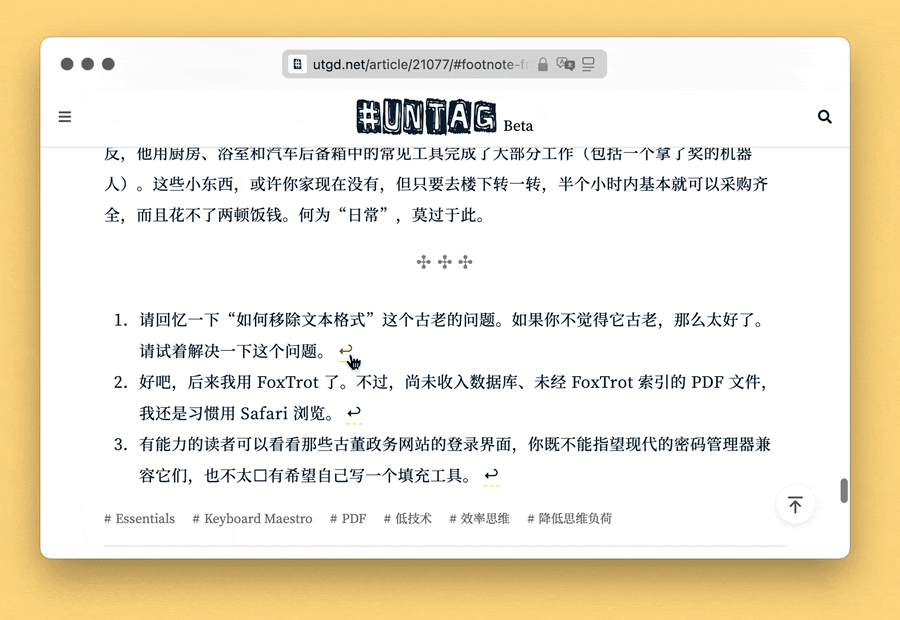 utgd.net/article/21077/#footnote-fr
#UNTAG Beta
反，他用厨房、浴室和汽车后备箱中的常见工具完成了大部分工作（包括一个拿了奖的机器
人）。这些小东西，或许你家现在没有，但只要去楼下转一转，半个小时内基本就可以采购齐
全，而且花不了两顿饭钱。何为“日常”，莫过于此。
1. 请回忆一下“如何移除文本格式”这个古老的问题。如果你不觉得它古老，那么太好了。
请试着解决一下这个问题。 ↩
2. 好吧，后来我用 FoxTrot 了。不过，尚未收入数据库、未经 FoxTrot 索引的 PDF 文件，
我还是习惯用 Safari 浏览。 ↩
3. 有能力的读者可以看看那些古董政务网站的登录界面，你既不能指望现代的密码管理器兼
容它们，也不太□有希望自己写一个填充工具。 ↩
# Essentials # Keyboard Maestro # PDF # 低技术 # 效率思维 # 降低思维负荷